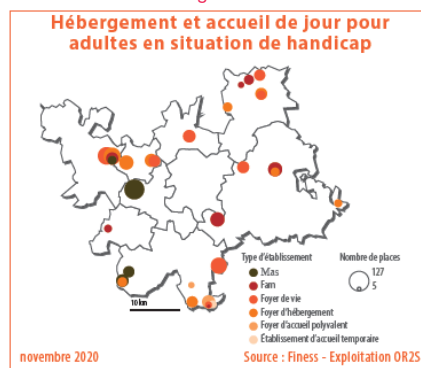 Hébergement et accueil de jour pour
adultes en situation de handicap
Type d'établissement
Mas
Fam
Foyer de vie
Foyer d'hébergement
Foyer d'accueil polyvalent
Établissement d'accueil temporaire
Nombre de places
127
5
10 km
novembre 2020
Source : Finess - Exploitation OR2S